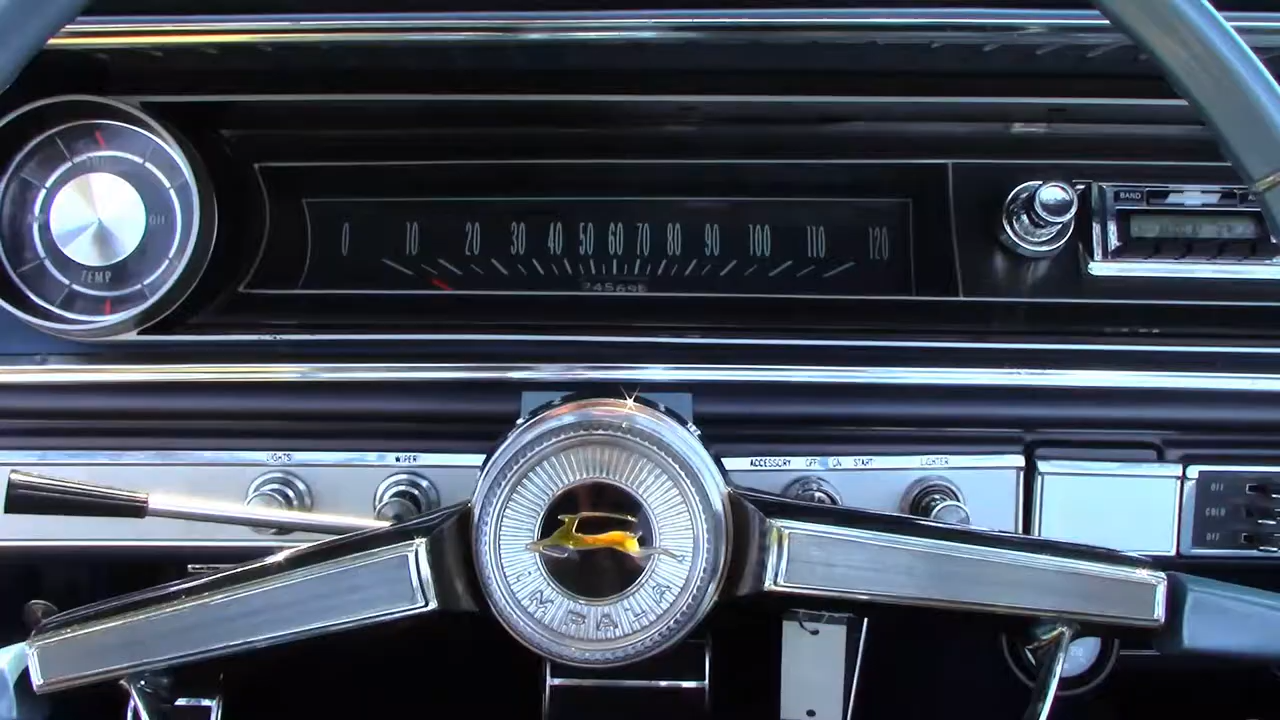 BAND
0 10 20 30 40 50 60 70 80 90 100 110 120
TEMP
LIGHTS WIPER
ACCESSORY OFF ON START LIGHTER
OFF
COLD
OFF
IMPALA